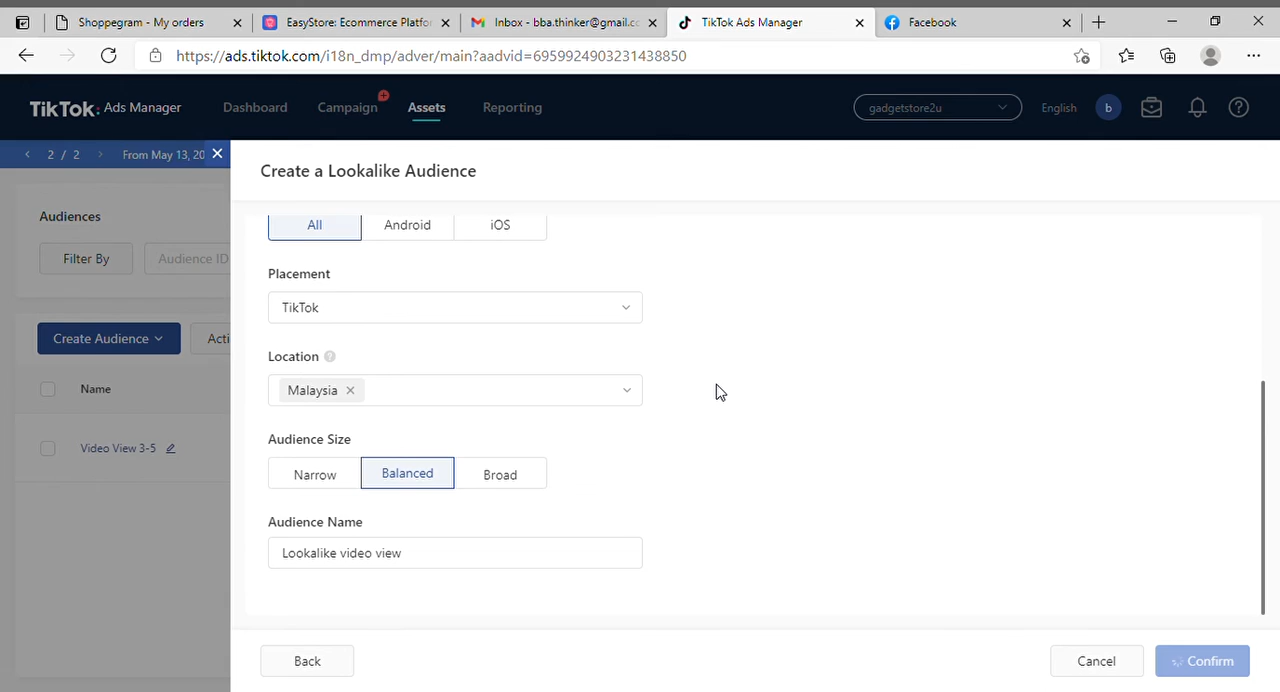 Shoppegram - My orders
EasyStore: Ecommerce Platfor
Inbox - bba.thinker@gmail.c
TikTok Ads Manager
Facebook
https://ads.tiktok.com/i18n_dmp/adver/main?aadvid=6959924903231438850
TikTok: Ads Manager
Dashboard
Campaign
Assets
Reporting
gadgetstore2u
English
b
2 / 2
From May 13, 20
Create a Lookalike Audience
Audiences
Filter By
Audience ID
Create Audience
Acti
Name
Video View 3-5
All
Android
iOS
Placement
TikTok
Location
Malaysia
Audience Size
Narrow
Balanced
Broad
Audience Name
Lookalike video view
Back
Cancel
Confirm